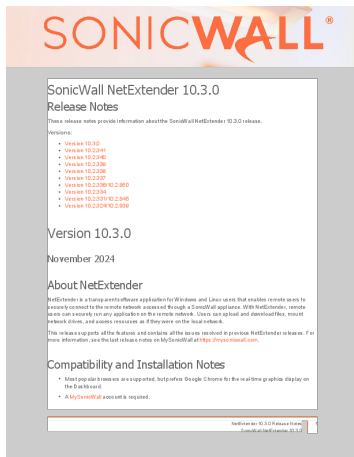 SONICWALL®
SonicWall NetExtender 10.3.0
Release Notes
These release notes provide information about the SonicWall NetExtender 10.3.0 release.
Versions:
• Version 10.3.0
• Version 10.2.341
• Version 10.2.340
• Version 10.2.339
• Version 10.2.338
• Version 10.2.337
• Version 10.2.336/10.2.850
• Version 10.2.334
• Version 10.2.331/10.2.845
• Version 10.2.324/10.2.839
Version 10.3.0
November 2024
About NetExtender
NetExtender is a transparent software application for Windows and Linux users that enables remote users to
securely connect to the remote network accessed through a SonicWall appliance. With NetExtender, remote
users can securely run any application on the remote network. Users can upload and download files, mount
network drives, and access resources as if they were on the local network.
This release supports all the features and contains all the issues resolved in previous NetExtender releases. For
more information, see the last release notes on MySonicWall at https://mysonicwall.com.
Compatibility and Installation Notes
• Most popular browsers are supported, but prefers Google Chrome for the real-time graphics display on
the Dashboard.
• A MySonicWall account is required.
NetExtender 10.3.0 Release Notes
SonicWall NetExtender 10.3.0